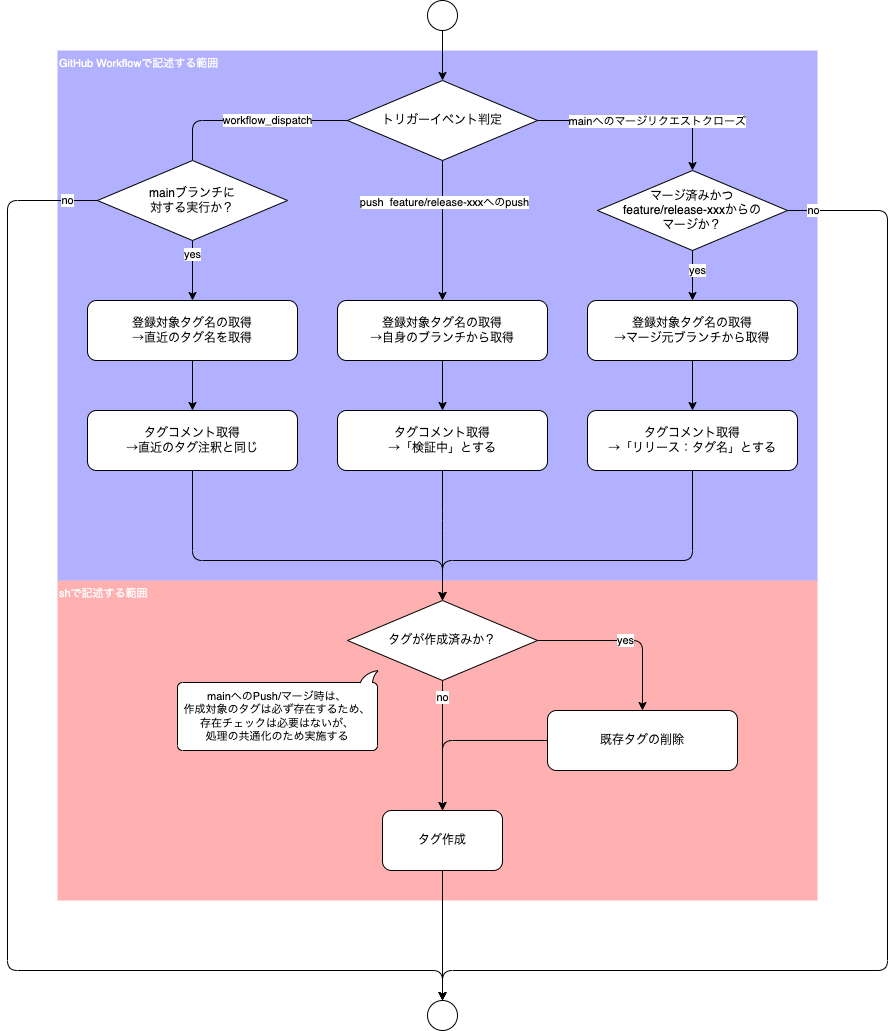 GitHub Workflowで記述する範囲
トリガーイベント判定
workflow_dispatch
mainへのマージリクエストクローズ
mainブランチに
対する実行か？
no
yes
push feature/release-xxxへのpush
マージ済みかつ
feature/release-xxxからの
マージか？
no
yes
登録対象タグ名の取得
→直近のタグ名を取得
登録対象タグ名の取得
→自身のブランチから取得
登録対象タグ名の取得
→マージ元ブランチから取得
タグコメント取得
→直近のタグ注釈と同じ
タグコメント取得
→「検証中」とする
タグコメント取得
→「リリース：タグ名」とする
shで記述する範囲
タグが作成済みか？
yes
no
mainへのPush/マージ時は、
作成対象のタグは必ず存在するため、
存在チェックは必要はないが、
処理の共通化のため実施する
既存タグの削除
タグ作成